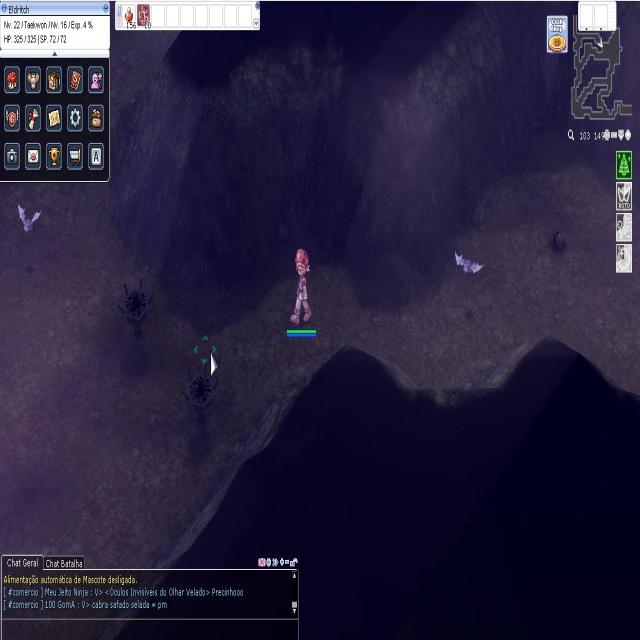 Eldritch
Nv. 22 / Taekwon / Nv. 16 / Exp. 4 %
HP. 325 / 325 | SP. 72 / 72
103 149
Chat Geral Chat Batalha
Alimentação automática de Mascote desligada.
[ #comercio ] Meu Jeito Ninja : V> <Óculos Invisíveis do Olhar Velado> Precinhooo
[ #comercio ] 100 GomA : V> cabra safado selada = pm